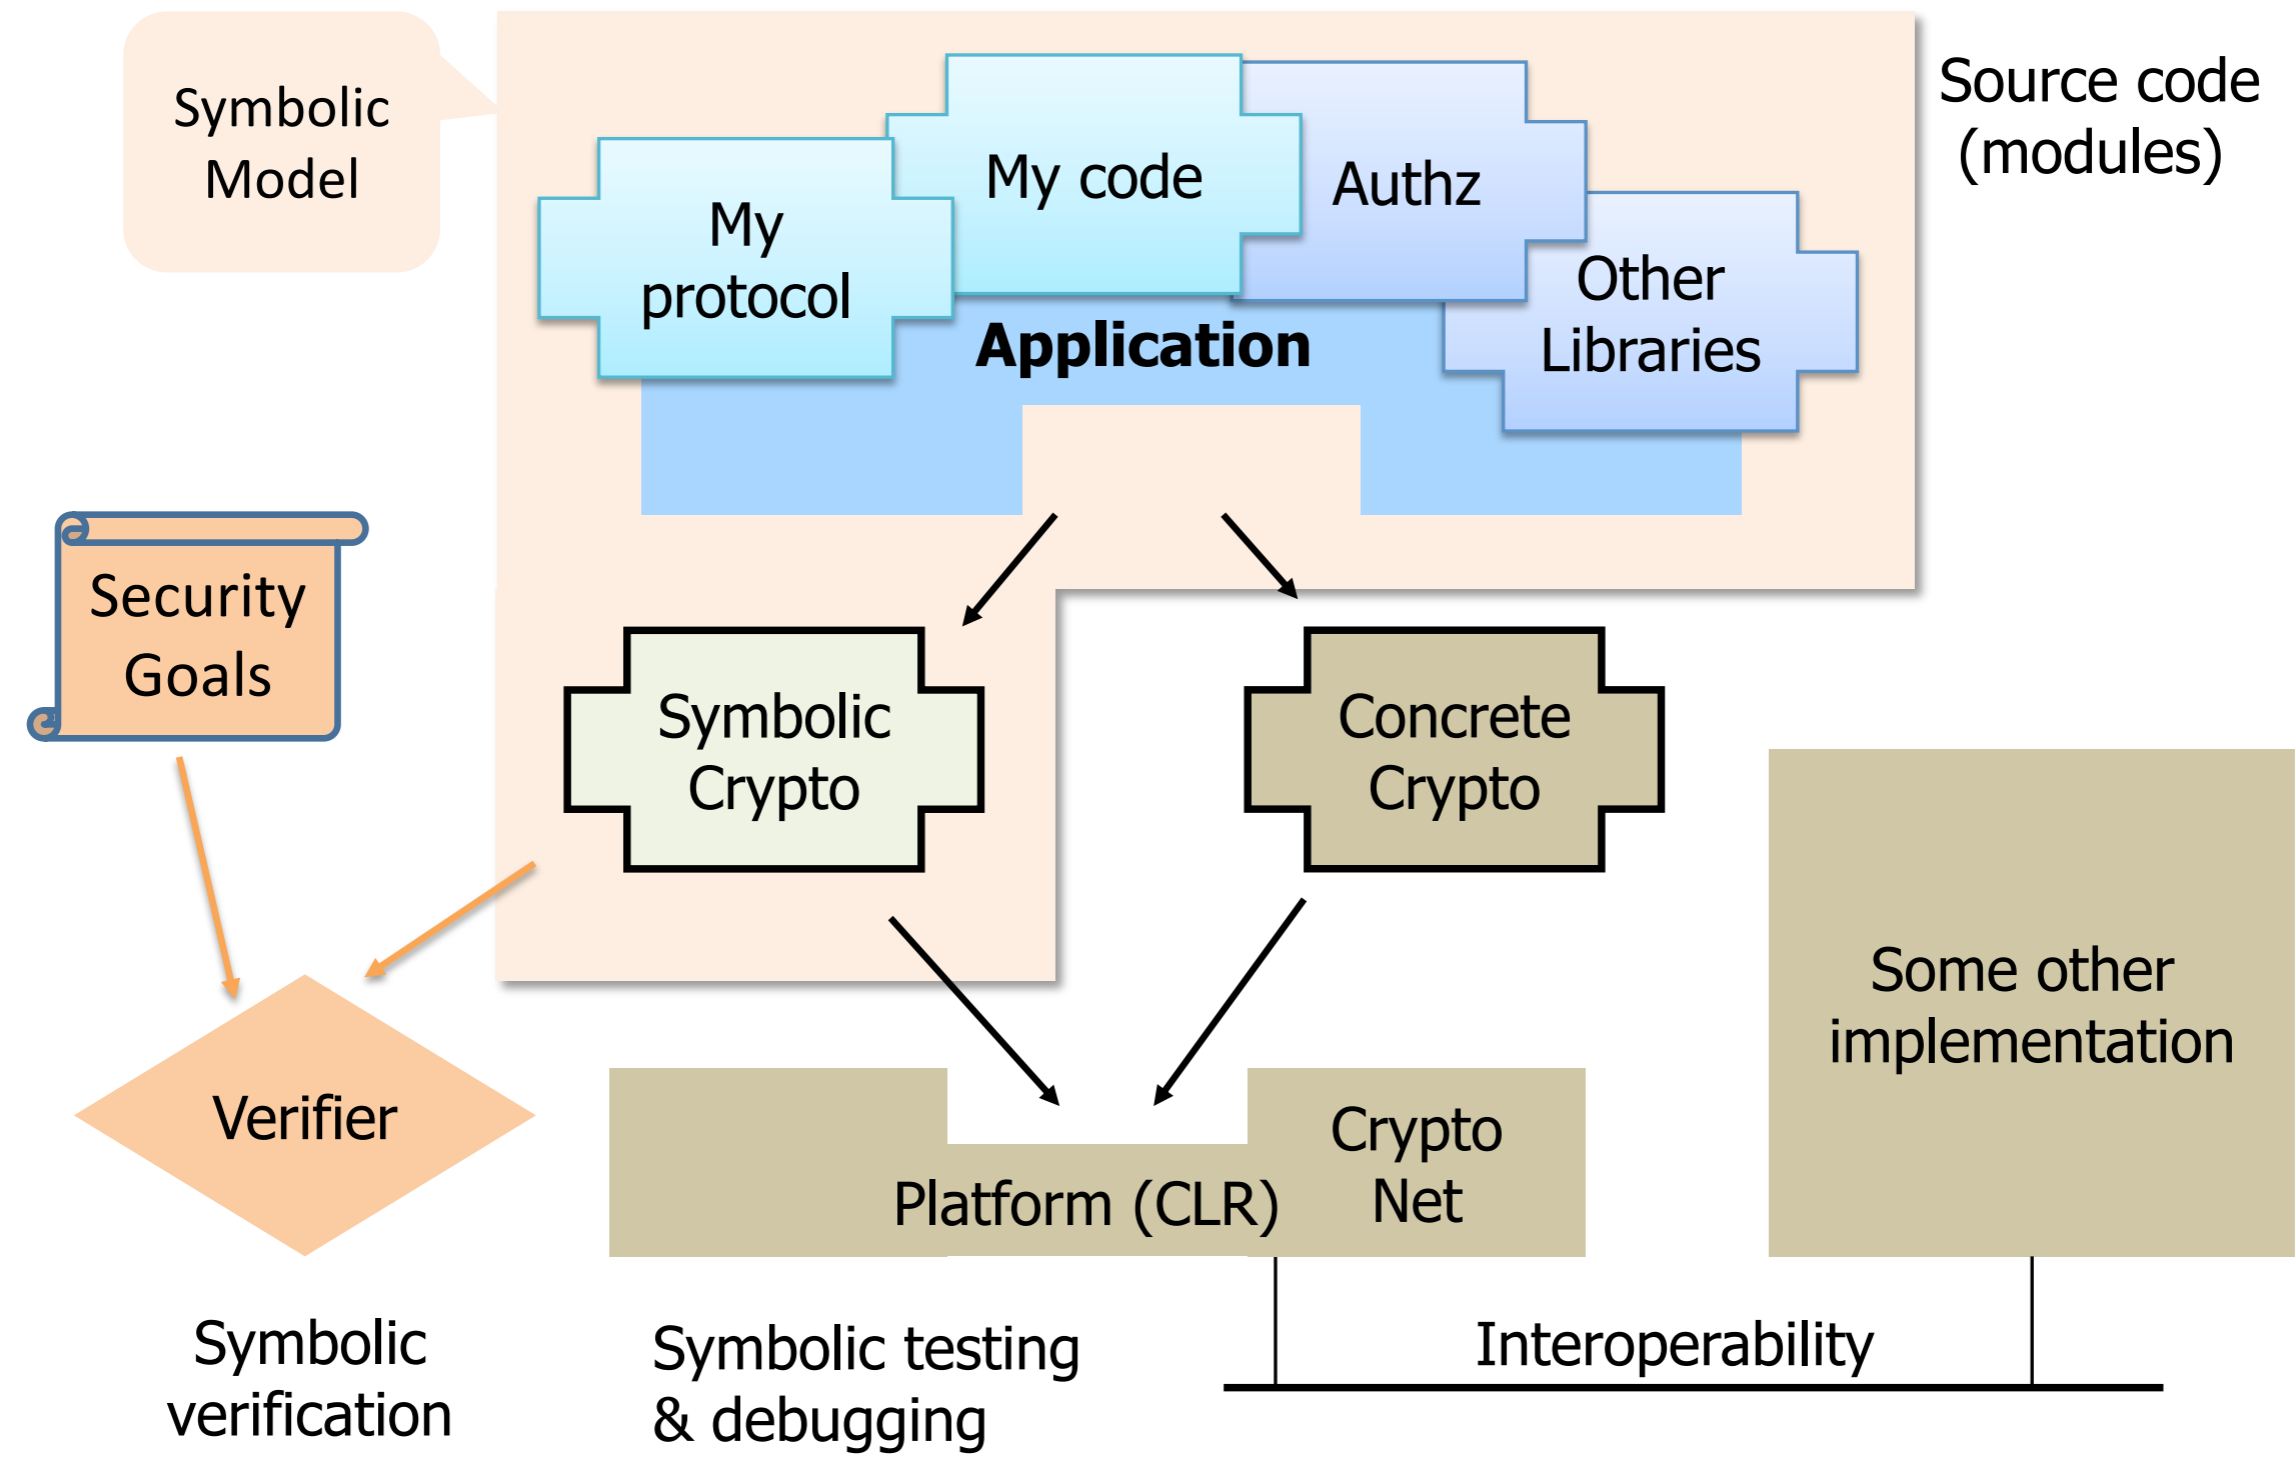 Symbolic
Model
My
protocol
My code
Authz
Other
Libraries
Application
Source code
(modules)
Security
Goals
Symbolic
Crypto
Concrete
Crypto
Some other
implementation
Verifier
Platform (CLR)
Crypto
Net
Symbolic
verification
Symbolic testing
& debugging
Interoperability